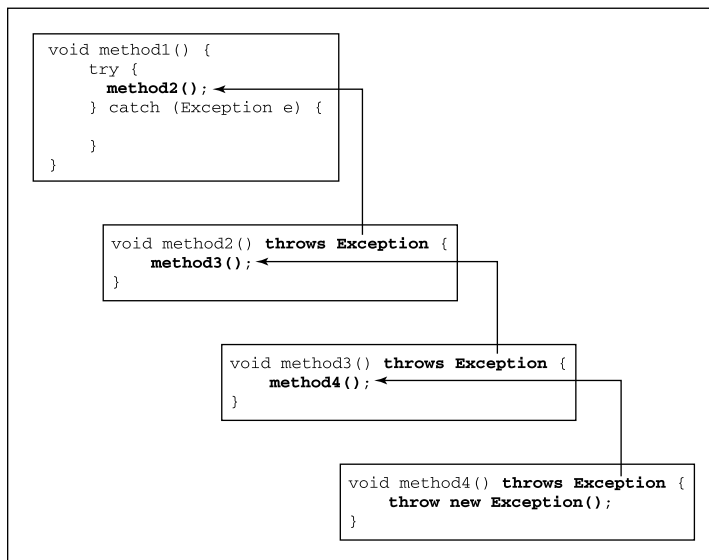 void method1() {
try {
method2();
} catch (Exception e) {
}
}
void method2() throws Exception {
method3();
}
void method3() throws Exception {
method4();
}
void method4() throws Exception {
throw new Exception();
}